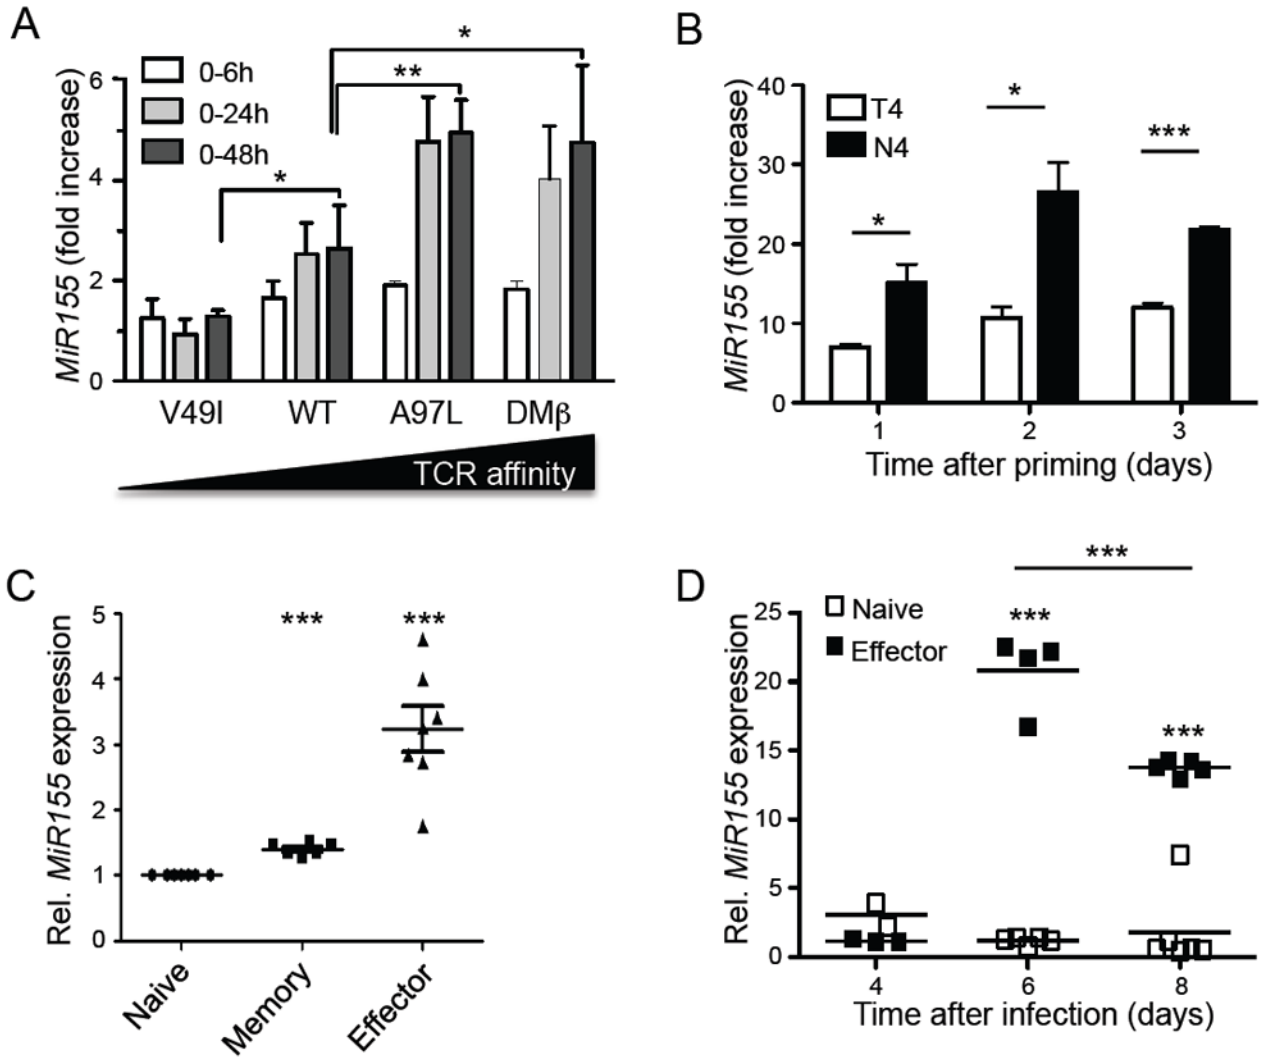 A
MiR155 (fold increase)
6
4
2
0
0-6h
0-24h
0-48h
*
**
*
V49I WT A97L DMβ
TCR affinity
B
MiR155 (fold increase)
40
30
20
10
0
T4
N4
*
*
***
1 2 3
Time after priming (days)
C
Rel. MiR155 expression
5
4
3
2
1
0
*** ***
Naive Memory Effector
D
Rel. MiR155 expression
25
20
15
10
5
0
Naive
Effector
***
***
***
4 6 8
Time after infection (days)